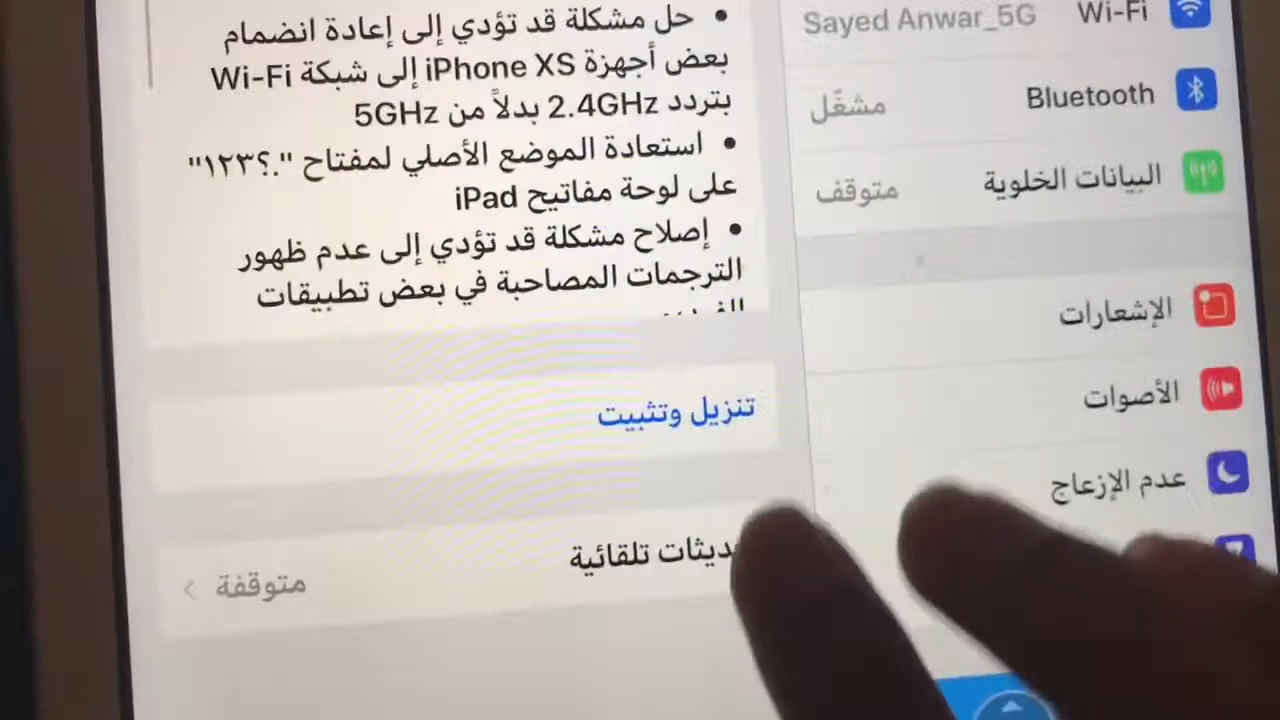 Wi-Fi
Sayed Anwar_5G
Bluetooth
مشغّل
البيانات الخلوية
متوقف
الإشعارات
الأصوات
عدم الإزعاج
• حل مشكلة قد تؤدي إلى إعادة انضمام
بعض أجهزة iPhone XS إلى شبكة Wi-Fi
بتردد 2.4GHz بدلاً من 5GHz
• استعادة الموضع الأصلي لمفتاح ".؟١٢٣"
على لوحة مفاتيح iPad
• إصلاح مشكلة قد تؤدي إلى عدم ظهور
الترجمات المصاحبة في بعض تطبيقات
تنزيل وتثبيت
تلقائية
متوقفة